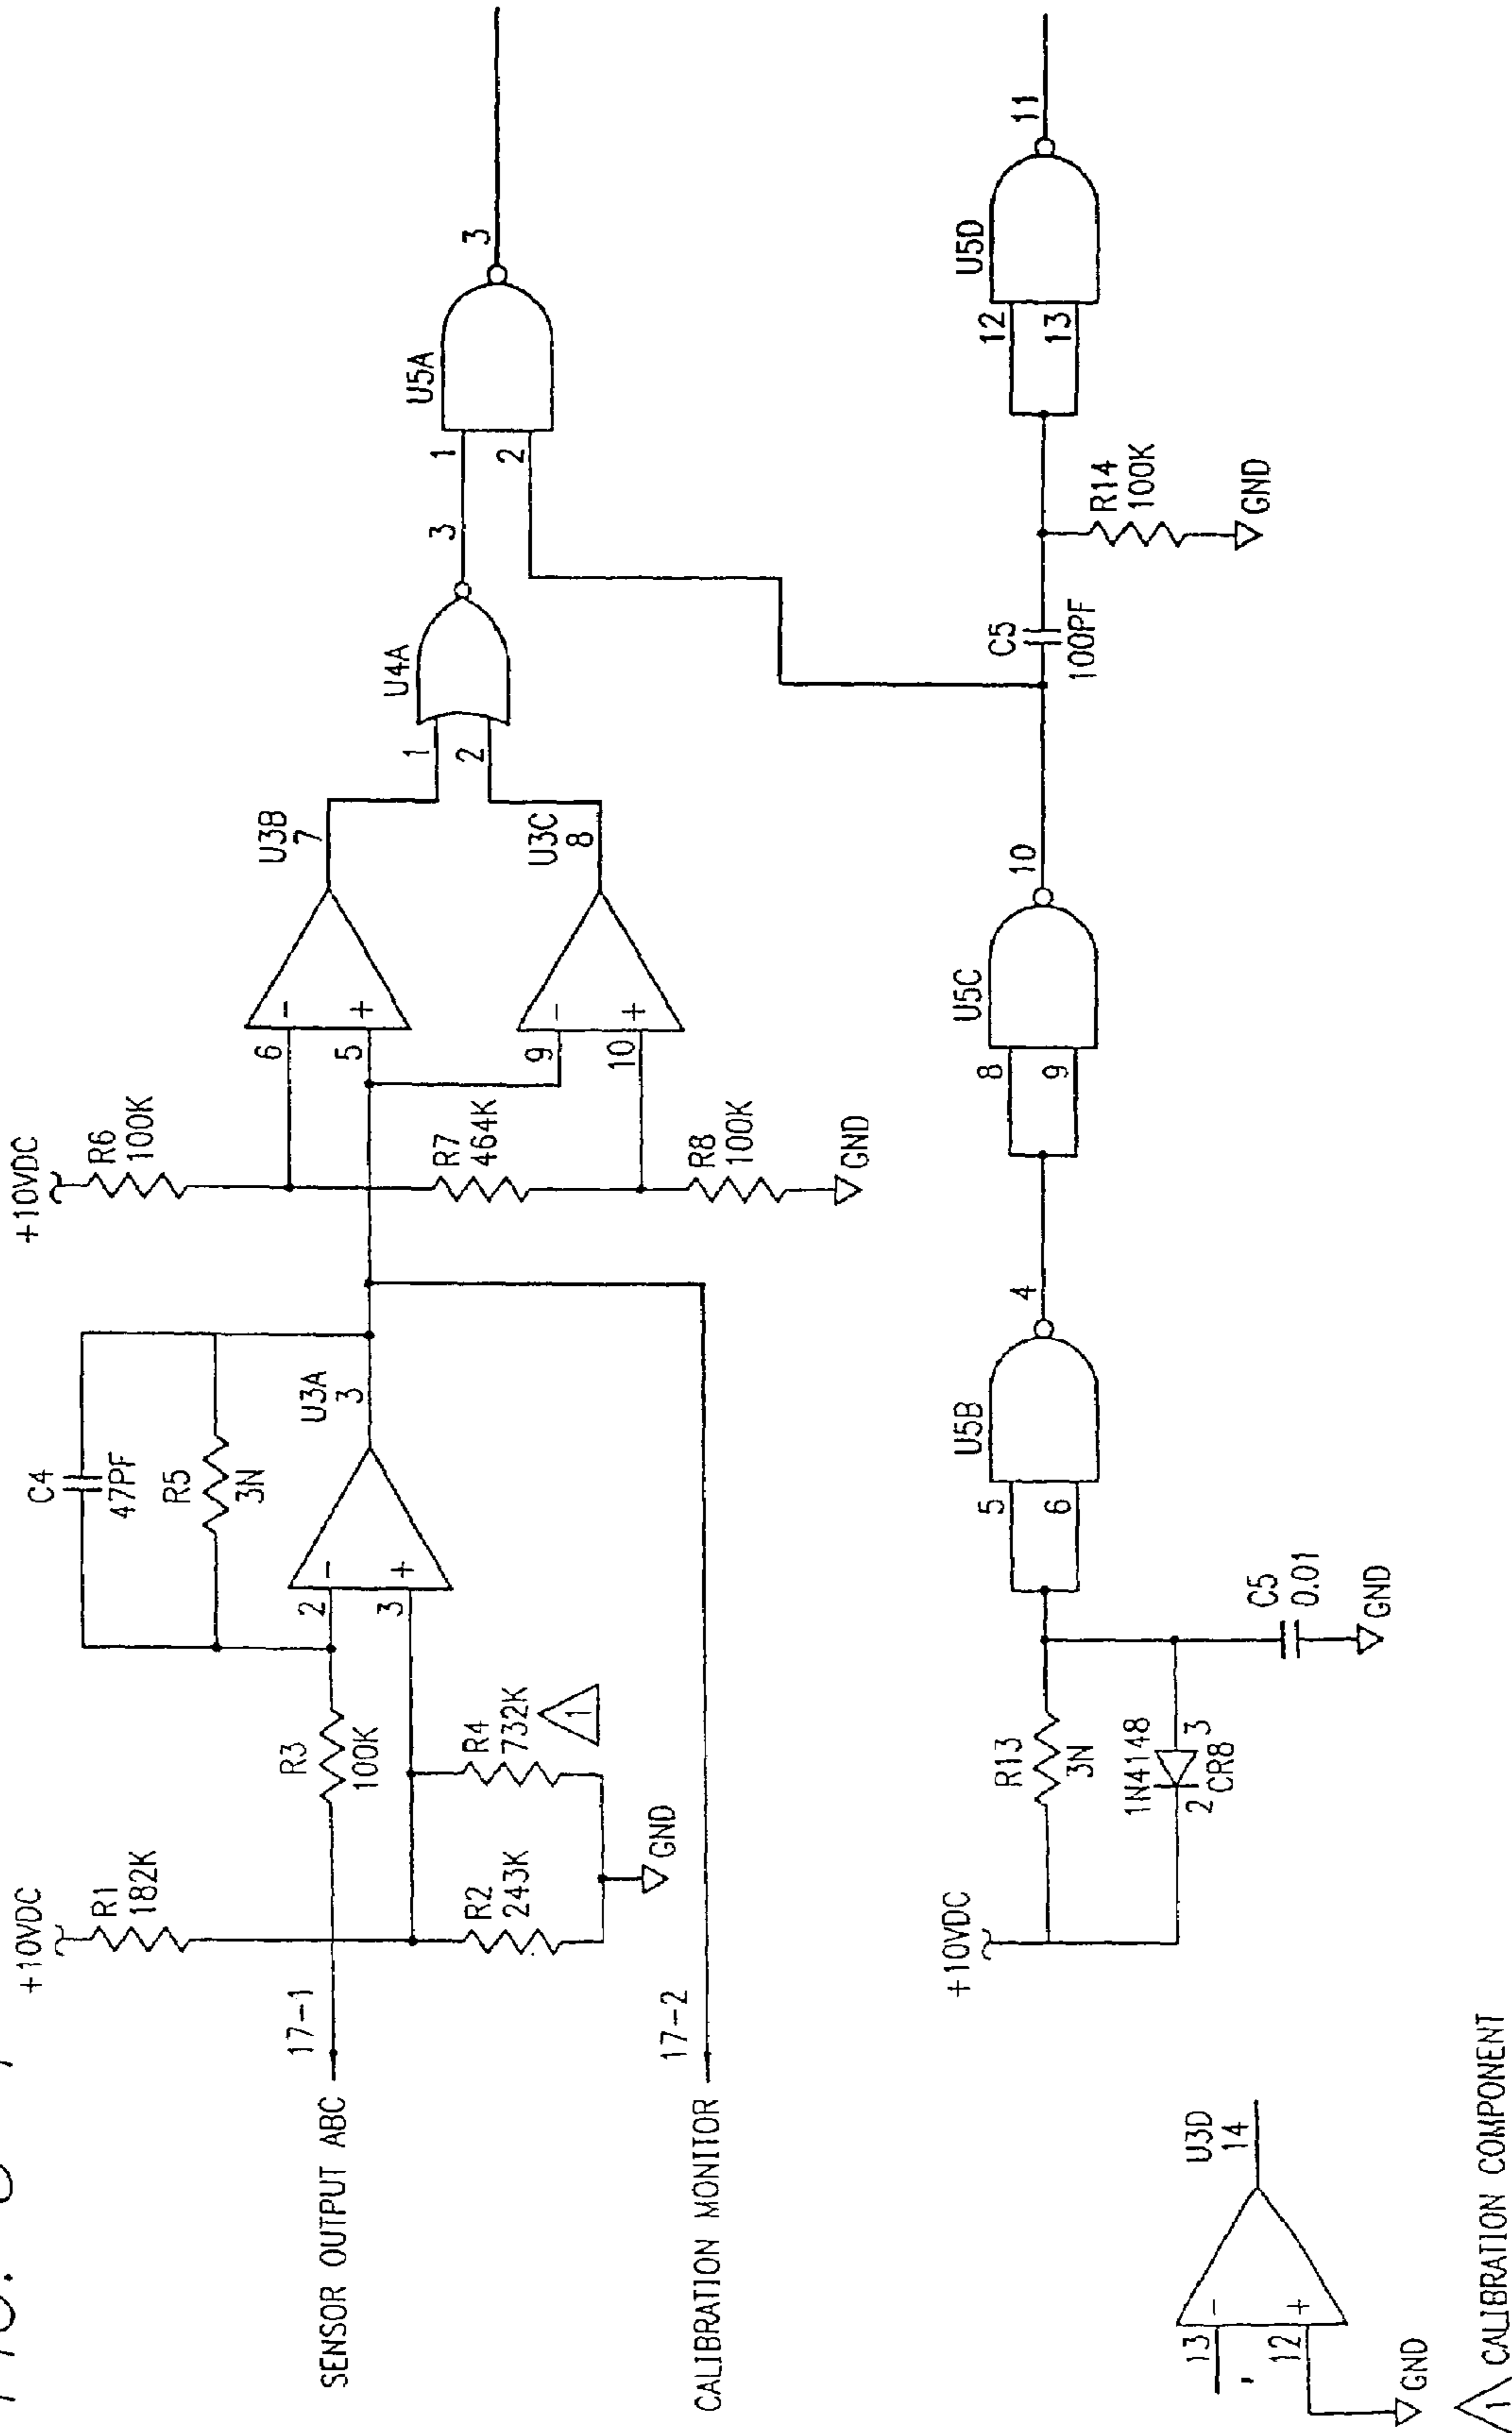 +10VDC
R1
182K
17-1
SENSOR OUTPUT ABC
R3
100K
R2
243K
R4
732K
1
GND
C4
47PF
R5
3N
2
3
-
+
U3A
3
17-2
CALIBRATION MONITOR
+10VDC
R6
100K
R7
464K
R8
100K
GND
6
5
-
+
U3B
7
9
10
-
+
U3C
8
1
2
U4A
3
1
2
U5A
3
+10VDC
R13
3N
1N4148
2
3
CR8
C5
0.01
GND
5
6
U5B
4
8
9
U5C
10
C5
100PF
R14
100K
GND
12
13
U5D
11
13
12
-
+
U3D
14
GND
1 CALIBRATION COMPONENT